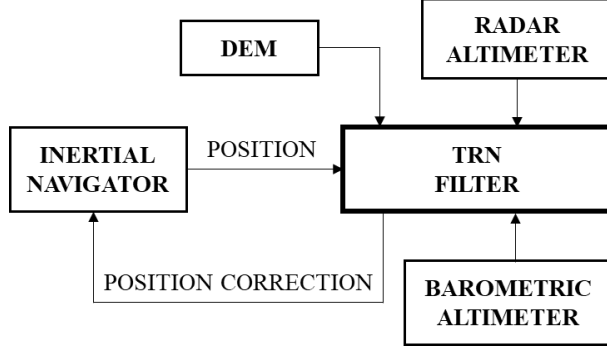 RADAR
ALTIMETER
DEM
INERTIAL
NAVIGATOR
POSITION
TRN
FILTER
POSITION CORRECTION
BAROMETRIC
ALTIMETER